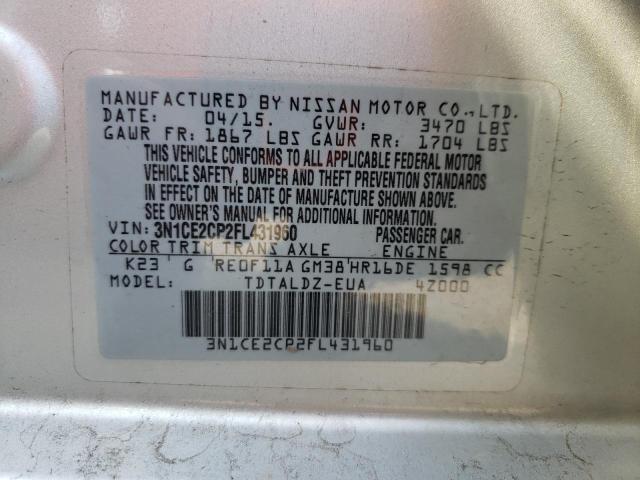 MANUFACTURED BY NISSAN MOTOR CO.,LTD.
DATE: 04/15. GVWR: 3470 LBS
GAWR FR: 1867 LBS GAWR RR: 1704 LBS
THIS VEHICLE CONFORMS TO ALL APPLICABLE FEDERAL MOTOR
VEHICLE SAFETY, BUMPER AND THEFT PREVENTION STANDARDS
IN EFFECT ON THE DATE OF MANUFACTURE SHOWN ABOVE.
SEE OWNER'S MANUAL FOR ADDITIONAL INFORMATION.
VIN: 3N1CE2CP2FL431960 PASSENGER CAR.
COLOR TRIM TRANS AXLE ENGINE
K23 G RE0F11A GM38 HR16DE 1598 CC
MODEL: TDTALDZ-EUA 4Z000
3N1CE2CP2FL431960